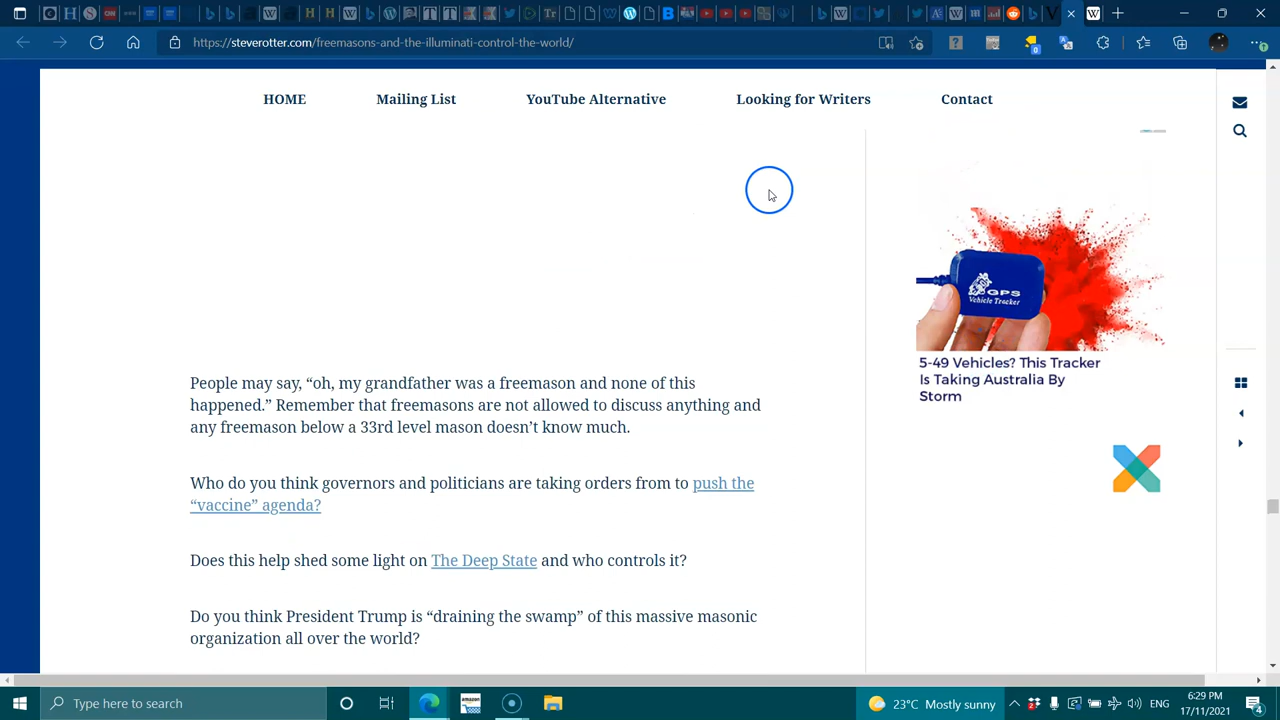 https://steverotter.com/freemasons-and-the-illuminati-control-the-world/
HOME Mailing List YouTube Alternative Looking for Writers Contact
People may say, “oh, my grandfather was a freemason and none of this
happened.” Remember that freemasons are not allowed to discuss anything and
any freemason below a 33rd level mason doesn’t know much.
Who do you think governors and politicians are taking orders from to push the
“vaccine” agenda?
Does this help shed some light on The Deep State and who controls it?
Do you think President Trump is “draining the swamp” of this massive masonic
organization all over the world?
GPS
Vehicle Tracker
5-49 Vehicles? This Tracker
Is Taking Australia By
Storm
Type here to search
amazon
23°C Mostly sunny
ENG
6:29 PM
17/11/2021
4